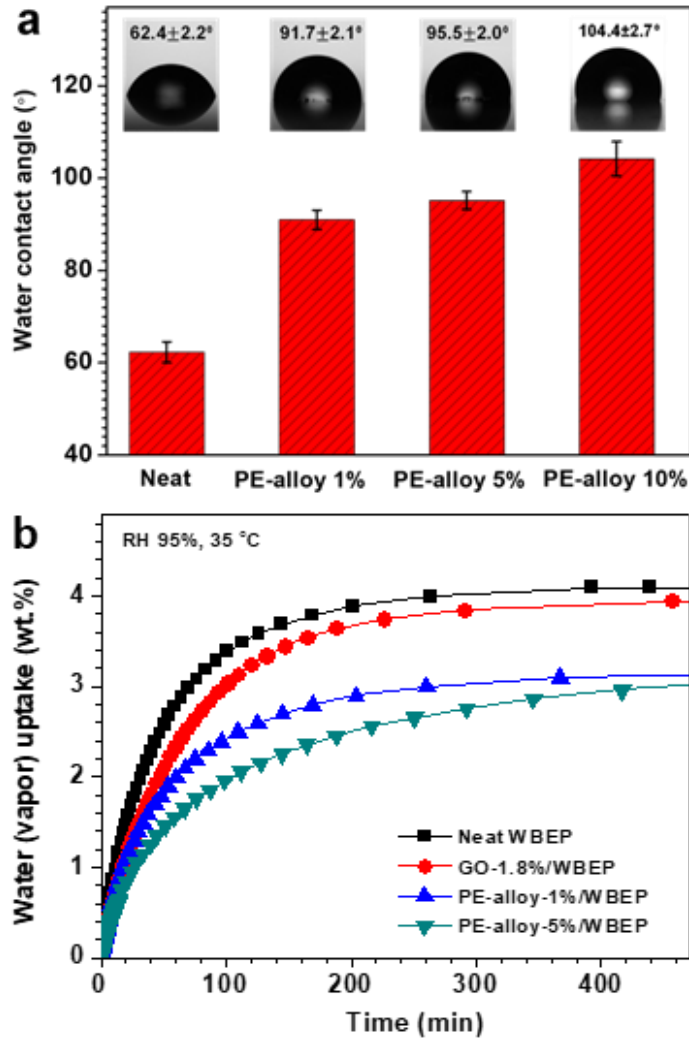 a
62.4±2.2°
91.7±2.1°
95.5±2.0°
104.4±2.7°
Water contact angle (°)
120
100
80
60
40
Neat
PE-alloy 1%
PE-alloy 5%
PE-alloy 10%
b
RH 95%, 35 °C
Water (vapor) uptake (wt.%)
4
3
2
1
0
Neat WBEP
GO-1.8%/WBEP
PE-alloy-1%/WBEP
PE-alloy-5%/WBEP
0
100
200
300
400
Time (min)